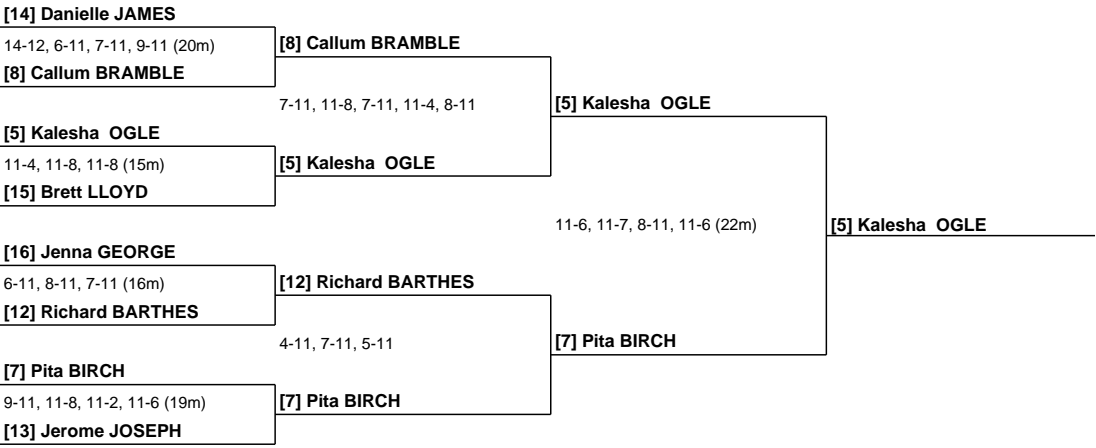 [14] Danielle JAMES
14-12, 6-11, 7-11, 9-11 (20m)
[8] Callum BRAMBLE
[8] Callum BRAMBLE
7-11, 11-8, 7-11, 11-4, 8-11
[5] Kalesha  OGLE
[5] Kalesha  OGLE
11-4, 11-8, 11-8 (15m)
[5] Kalesha  OGLE
[15] Brett LLOYD
11-6, 11-7, 8-11, 11-6 (22m)
[5] Kalesha  OGLE
[16] Jenna GEORGE
6-11, 8-11, 7-11 (16m)
[12] Richard BARTHES
[12] Richard BARTHES
4-11, 7-11, 5-11
[7] Pita BIRCH
[7] Pita BIRCH
9-11, 11-8, 11-2, 11-6 (19m)
[7] Pita BIRCH
[13] Jerome JOSEPH